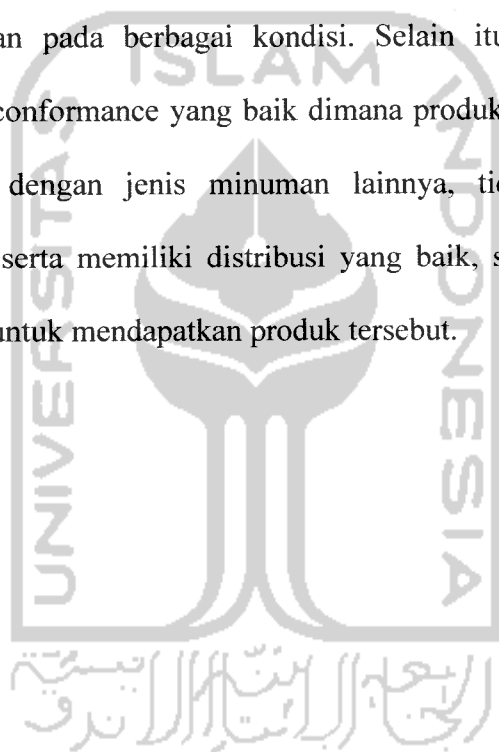 an pada berbagai kondisi. Selain itu
ISLAM
conformance yang baik dimana produk
dengan jenis minuman lainnya, tid
serta memiliki distribusi yang baik, s
untuk mendapatkan produk tersebut.
UNIVERSITAS
INDONESIA